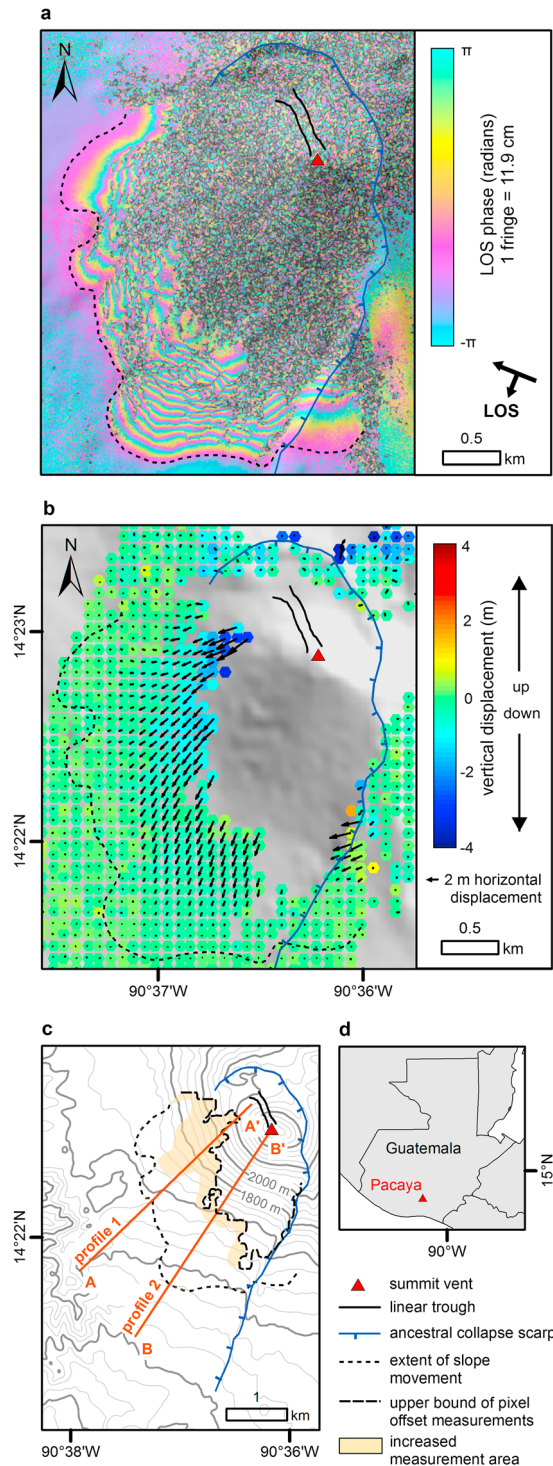 a
N
π
LOS phase (radians)
1 fringe = 11.9 cm
-π
LOS
0.5
km
b
N
14°23'N
14°22'N
90°37'W
90°36'W
4
2
0
-2
-4
vertical displacement (m)
up
down
2 m horizontal
displacement
0.5
km
c
A'
B'
2000 m
1800 m
profile 1
profile 2
A
B
14°22'N
1
km
90°38'W
90°36'W
d
Guatemala
Pacaya
15°N
90°W
summit vent
linear trough
ancestral collapse scarp
extent of slope
movement
upper bound of pixel
offset measurements
increased
measurement area